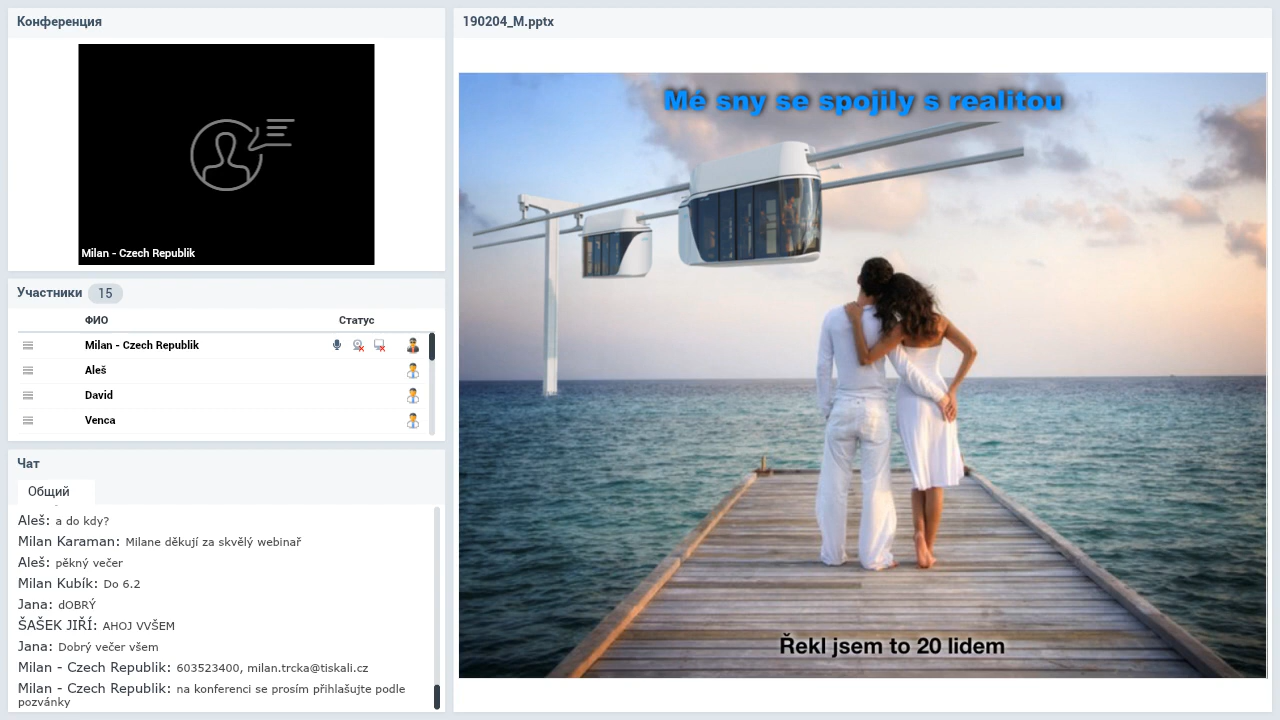 Конференция
Milan - Czech Republik
Участники 15
ФИО Статус
Milan - Czech Republik
Aleš
David
Venca
Чат
Общий
Aleš: a do kdy?
Milan Karaman: Milane děkují za skvělý webinař
Aleš: pěkný večer
Milan Kubík: Do 6.2
Jana: dOBRÝ
ŠAŠEK JIŘÍ: AHOJ VVŠEM
Jana: Dobrý večer všem
Milan - Czech Republik: 603523400, milan.trcka@tiskali.cz
Milan - Czech Republik: na konferenci se prosím přihlašujte podle
pozvánky
190204_M.pptx
Mé sny se spojily s realitou
Řekl jsem to 20 lidem